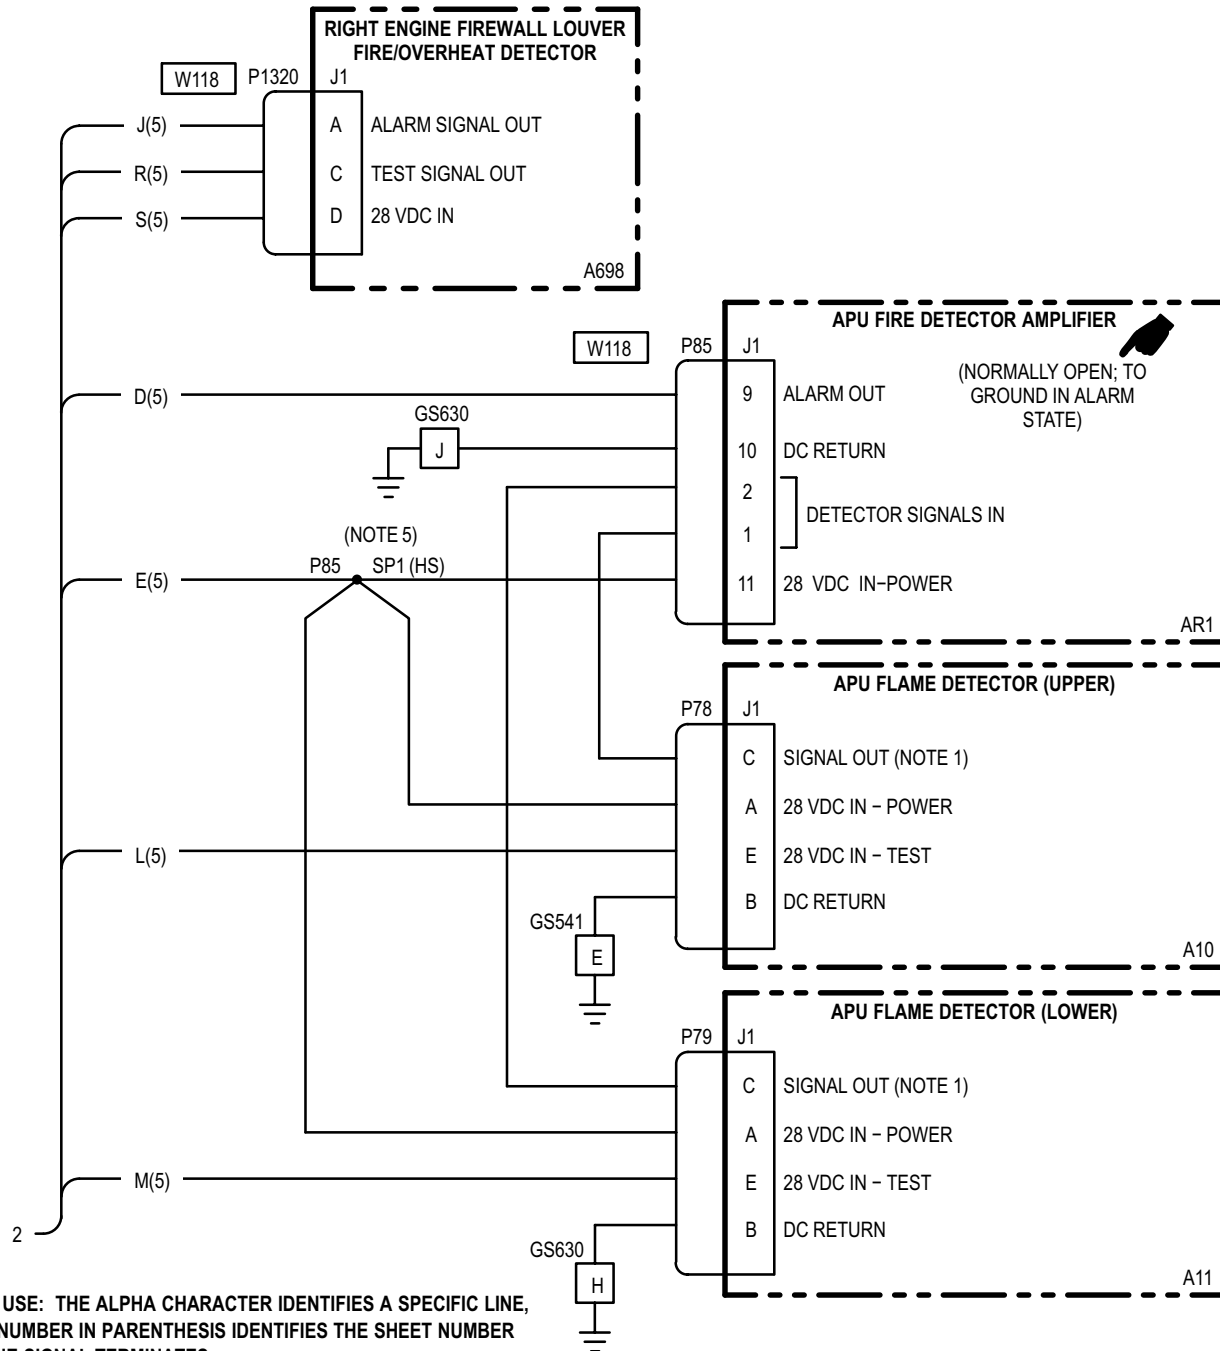 RIGHT ENGINE FIREWALL LOUVER
FIRE/OVERHEAT DETECTOR
W118 P1320 J1
J(5) A ALARM SIGNAL OUT
R(5) C TEST SIGNAL OUT
S(5) D 28 VDC IN
A698
APU FIRE DETECTOR AMPLIFIER
W118 P85 J1
(NORMALLY OPEN; TO
GROUND IN ALARM
STATE)
D(5) 9 ALARM OUT
GS630
J 10 DC RETURN
2
DETECTOR SIGNALS IN
1
(NOTE 5)
P85 SP1 (HS)
E(5) 11 28 VDC IN−POWER
AR1
APU FLAME DETECTOR (UPPER)
P78 J1
C SIGNAL OUT (NOTE 1)
A 28 VDC IN − POWER
L(5) E 28 VDC IN − TEST
B DC RETURN
GS541
E
A10
APU FLAME DETECTOR (LOWER)
P79 J1
C SIGNAL OUT (NOTE 1)
A 28 VDC IN − POWER
M(5) E 28 VDC IN − TEST
B DC RETURN
2
GS630
H
A11
USE: THE ALPHA CHARACTER IDENTIFIES A SPECIFIC LINE,
NUMBER IN PARENTHESIS IDENTIFIES THE SHEET NUMBER
SIGNAL TERMINATES